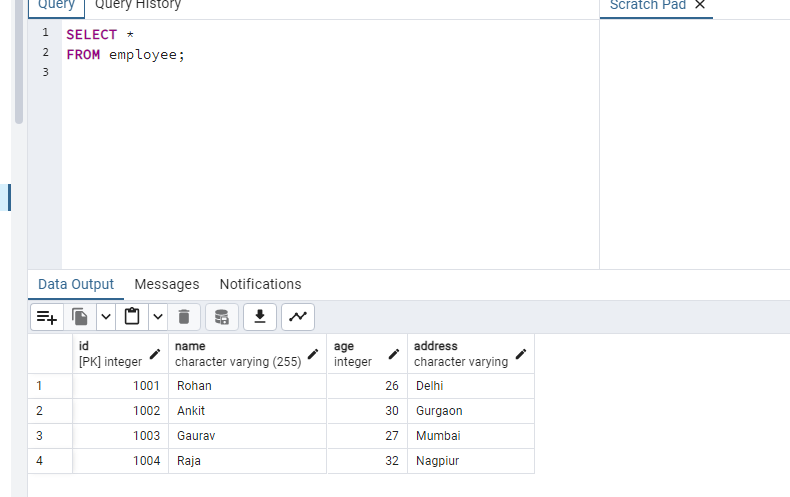 Query Query History
Scratch Pad ✕
1 SELECT *
2 FROM employee;
3
Data Output Messages Notifications
id name age address
[PK] integer character varying (255) integer character varying
1 1001 Rohan 26 Delhi
2 1002 Ankit 30 Gurgaon
3 1003 Gaurav 27 Mumbai
4 1004 Raja 32 Nagpiur